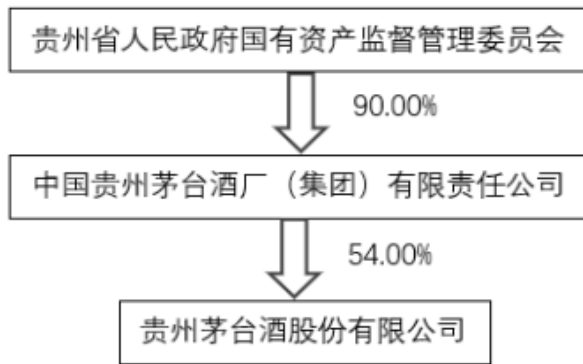 贵州省人民政府国有资产监督管理委员会
90.00%
中国贵州茅台酒厂（集团）有限责任公司
54.00%
贵州茅台酒股份有限公司